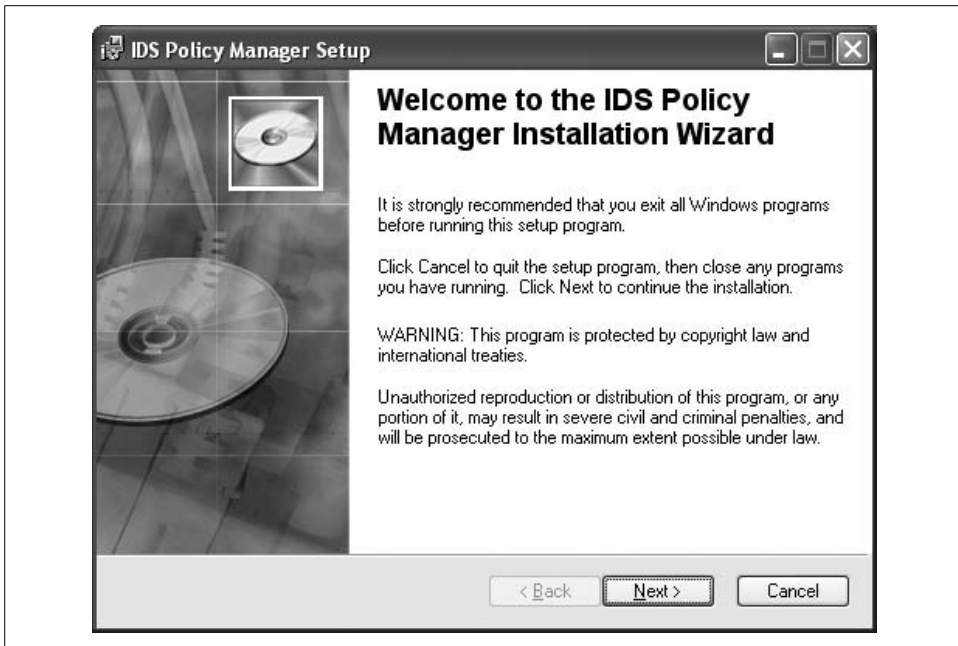 IDS Policy Manager Setup
Welcome to the IDS Policy
Manager Installation Wizard
It is strongly recommended that you exit all Windows programs
before running this setup program.
Click Cancel to quit the setup program, then close any programs
you have running.  Click Next to continue the installation.
WARNING: This program is protected by copyright law and
international treaties.
Unauthorized reproduction or distribution of this program, or any
portion of it, may result in severe civil and criminal penalties, and
will be prosecuted to the maximum extent possible under law.
< Back
Next >
Cancel